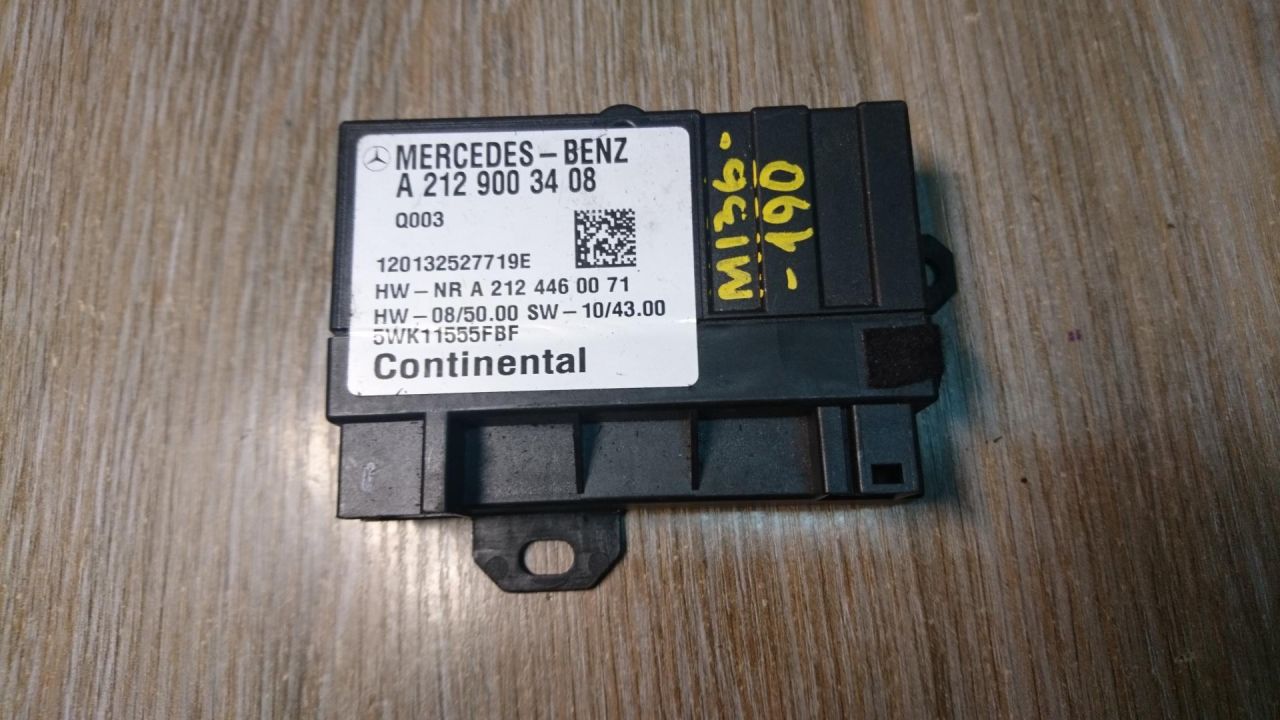 MERCEDES-BENZ
A 212 900 34 08
Q003
120132527719E
HW-NR A 212 446 00 71
HW-08/50.00 SW-10/43.00
5WK11555FBF
Continental
M136-
-190